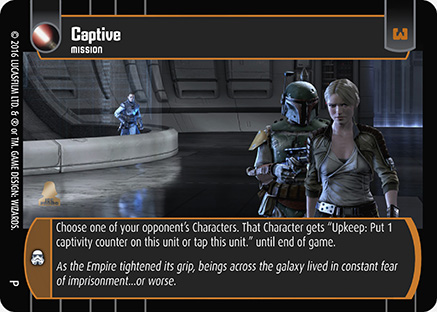 Captive
MISSION
© 2016 LUCASFILM LTD. & ® or TM. GAME DESIGN: WIZARDS.
Choose one of your opponent's Characters. That Character gets "Upkeep: Put 1
captivity counter on this unit or tap this unit." until end of game.
As the Empire tightened its grip, beings across the galaxy lived in constant fear
of imprisonment...or worse.
P